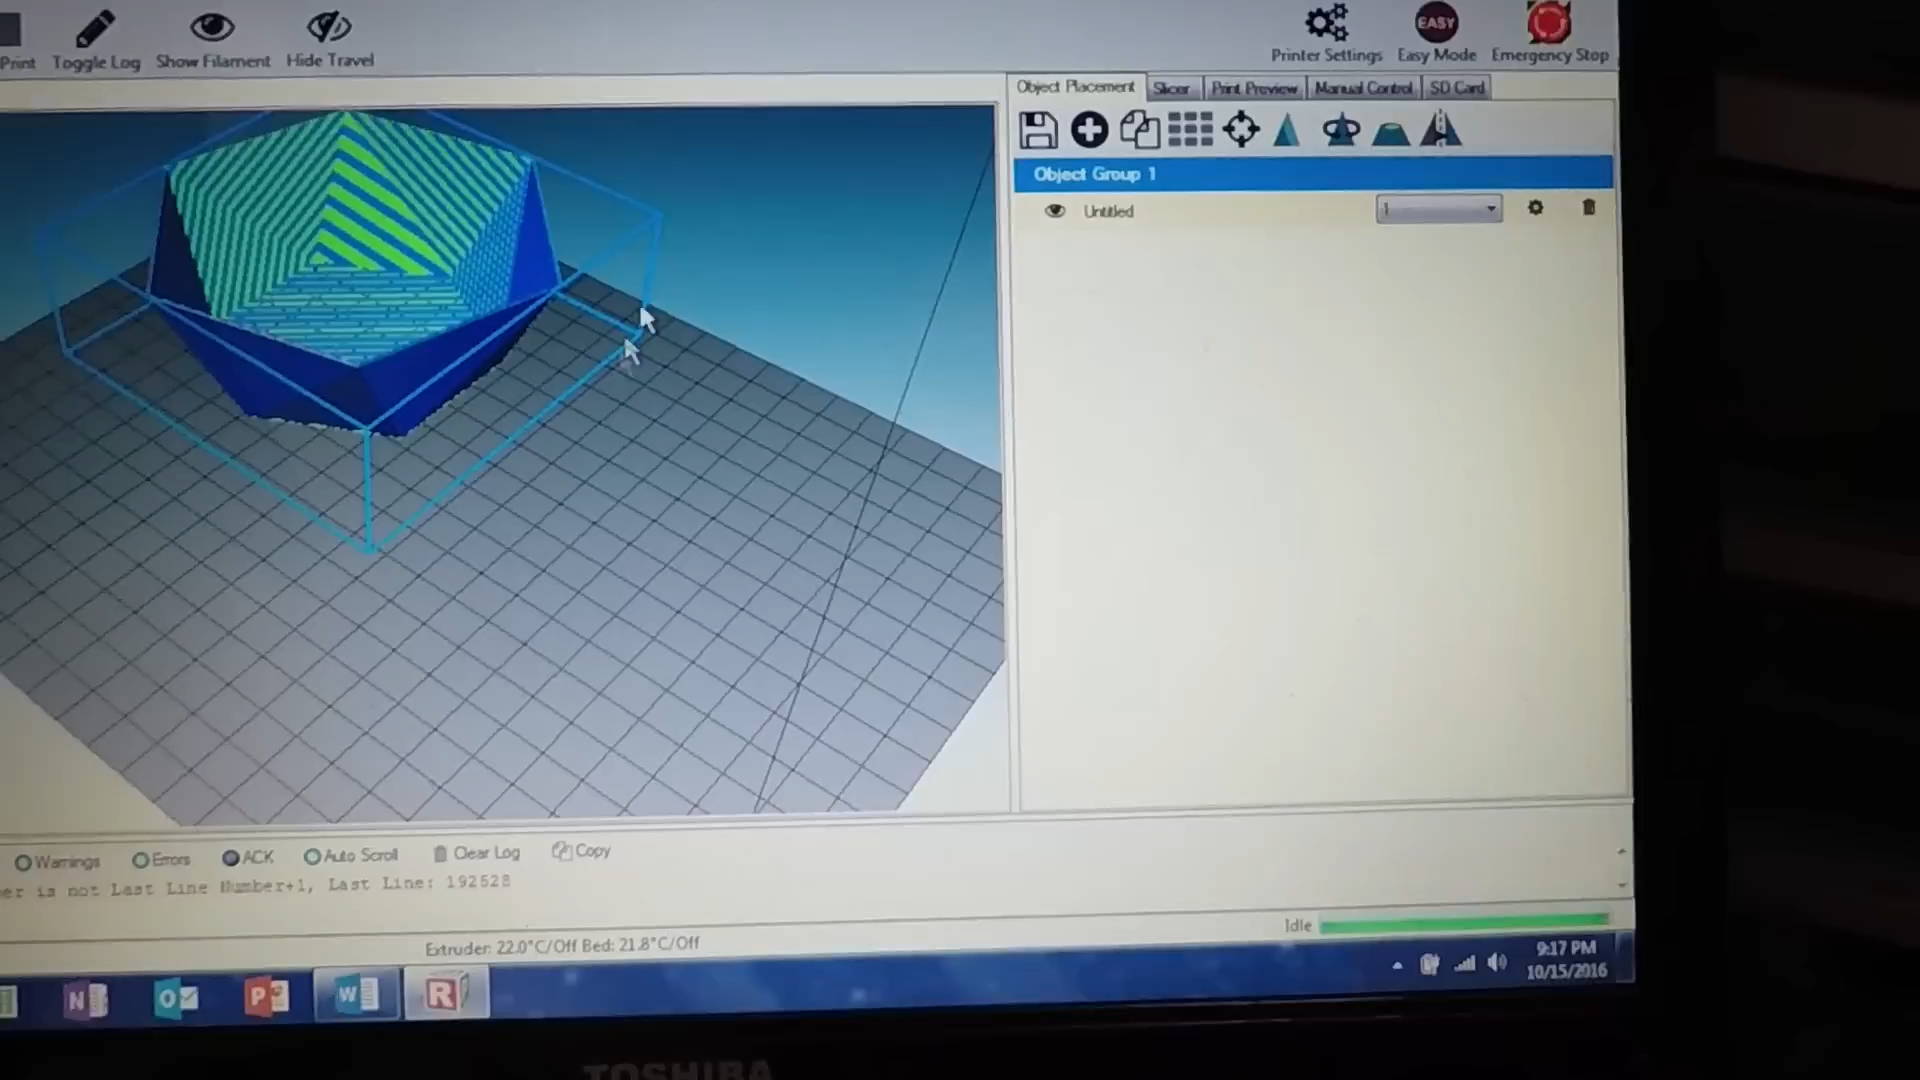 Print Toggle Log Show Filament Hide Travel Printer Settings Easy Mode Emergency Stop
EASY
Object Placement Slicer Print Preview Manual Control SD Card
Object Group 1
Untitled 1
Warnings Errors ACK Auto Scroll Clear Log Copy
er is not Last Line Number+1, Last Line: 192528
Idle
Extruder: 22.0°C/Off Bed: 21.8°C/Off
9:17 PM
10/15/2016
N O P W R
TOSHIBA